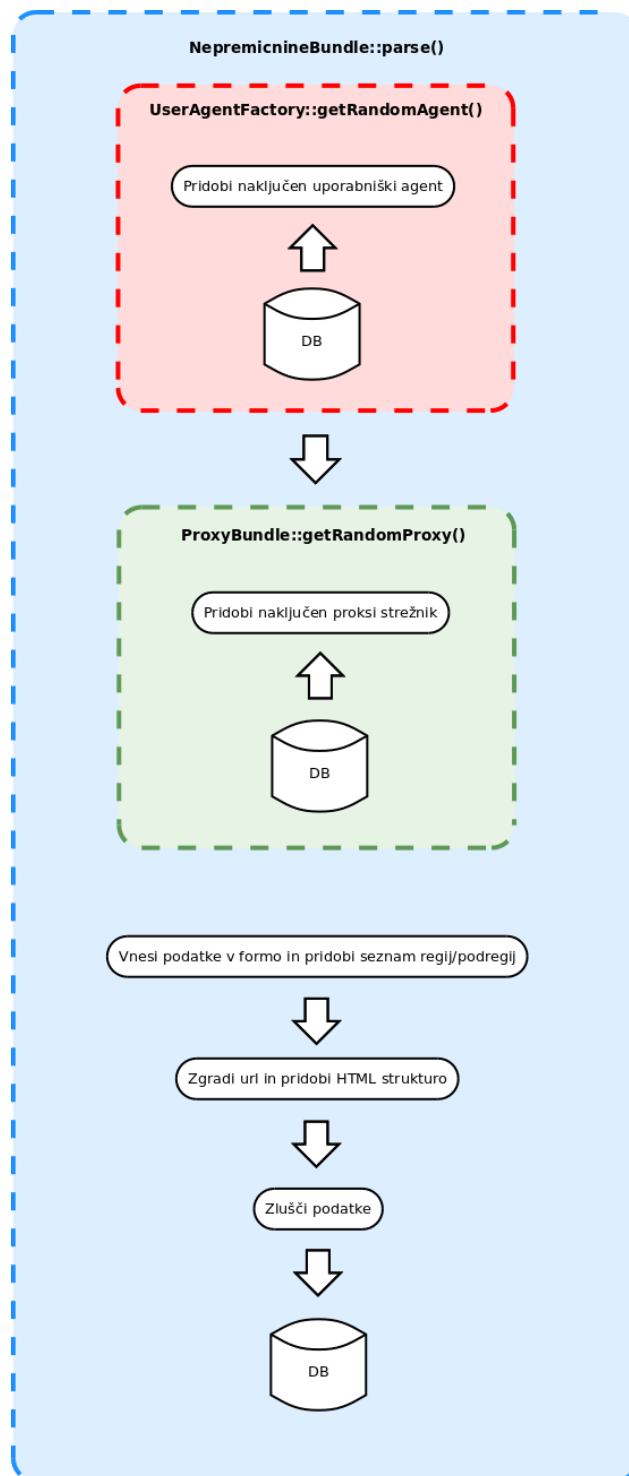 NepremicnineBundle::parse()
UserAgentFactory::getRandomAgent()
Pridobi naključen uporabniški agent
DB
ProxyBundle::getRandomProxy()
Pridobi naključen proksi strežnik
DB
Vnesi podatke v formo in pridobi seznam regij/podregij
Zgradi url in pridobi HTML strukturo
Zlušči podatke
DB